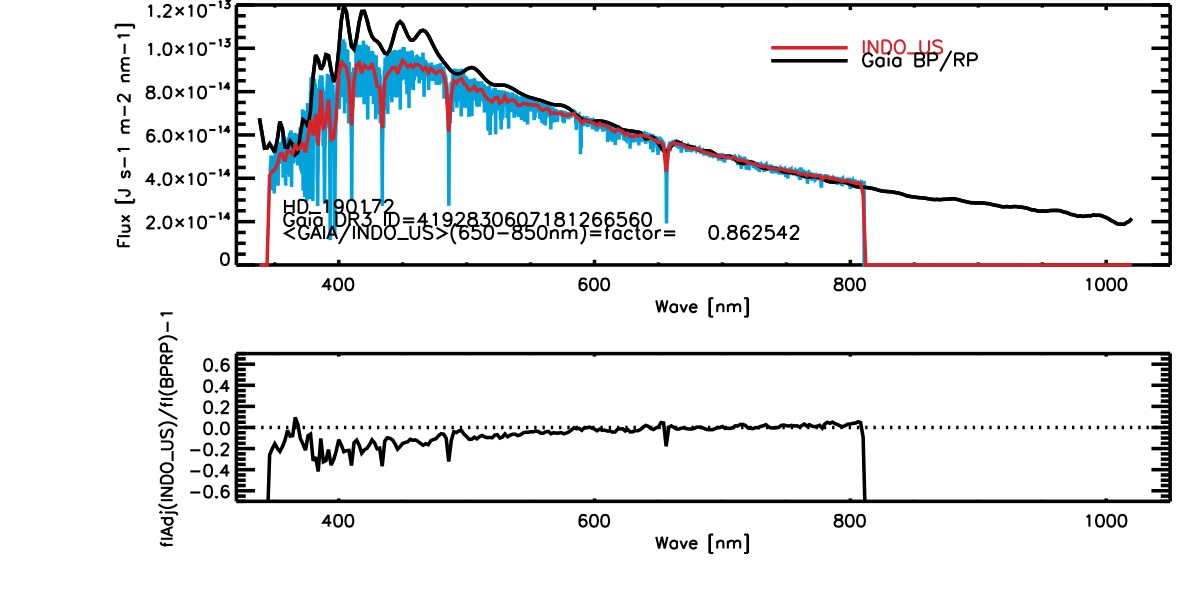 1.2×10−13
1.0×10−13
8.0×10−14
6.0×10−14
4.0×10−14
2.0×10−14
0
Flux [J s−1 m−2 nm−1]
INDO_US
Gaia BP/RP
HD_190172
Gaia DR3 ID=4192830607181266560
<GAIA/INDO_US>(650−850nm)=factor= 0.862542
400 600 800 1000
Wave [nm]
flAdj(INDO_US)/fl(BPRP)−1
0.6
0.4
0.2
0.0
−0.2
−0.4
−0.6
400 600 800 1000
Wave [nm]